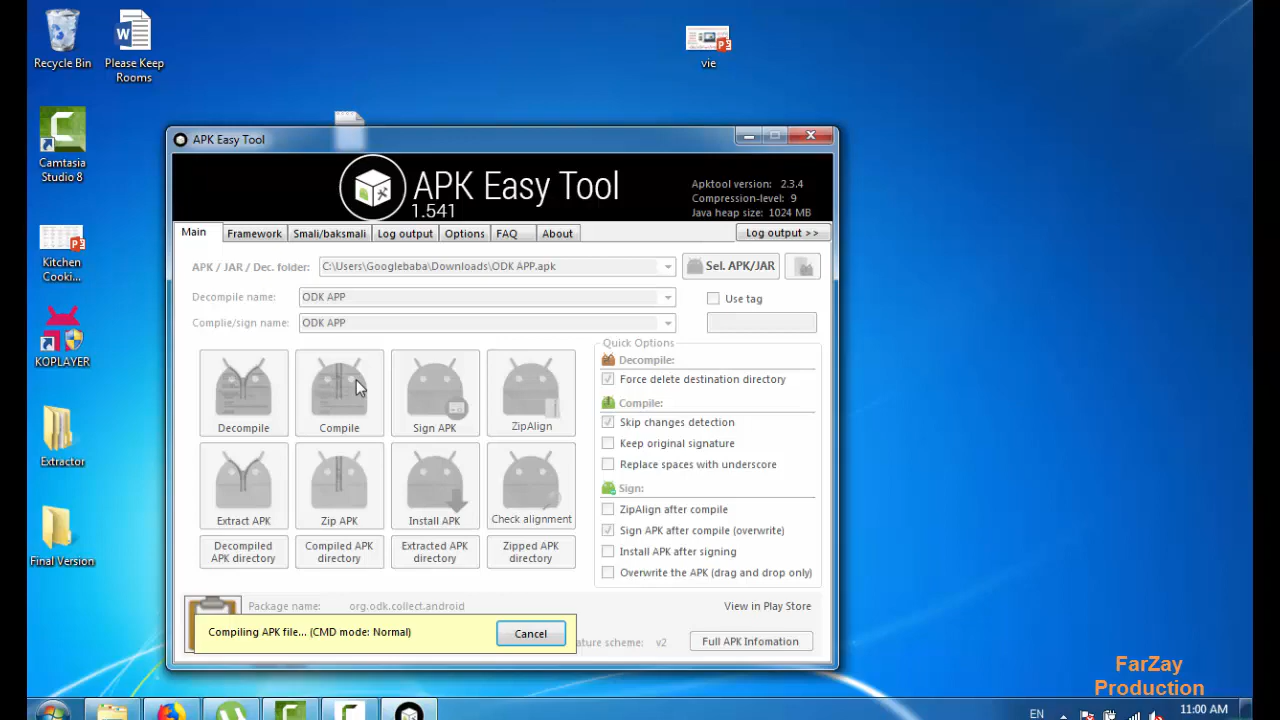 Recycle Bin
Please Keep
Rooms
vie
Camtasia
Studio 8
Kitchen
Cooki...
KOPLAYER
Extractor
Final Version
APK Easy Tool
APK Easy Tool
1.541
Apktool version: 2.3.4
Compression-level: 9
Java heap size: 1024 MB
Main
Framework
Smali/baksmali
Log output
Options
FAQ
About
Log output >>
APK / JAR / Dec. folder:
C:\Users\Googlebaba\Downloads\ODK APP.apk
Sel. APK/JAR
Decompile name:
ODK APP
Use tag
Complie/sign name:
ODK APP
Decompile
Compile
Sign APK
ZipAlign
Extract APK
Zip APK
Install APK
Check alignment
Decompiled
APK directory
Compiled APK
directory
Extracted APK
directory
Zipped APK
directory
Quick Options
Decompile:
Force delete destination directory
Compile:
Skip changes detection
Keep original signature
Replace spaces with underscore
Sign:
ZipAlign after compile
Sign APK after compile (overwrite)
Install APK after signing
Overwrite the APK (drag and drop only)
Package name: org.odk.collect.android
View in Play Store
Compiling APK file... (CMD mode: Normal)
Cancel
ature scheme: v2
Full APK Infomation
FarZay
Production
EN
11:00 AM